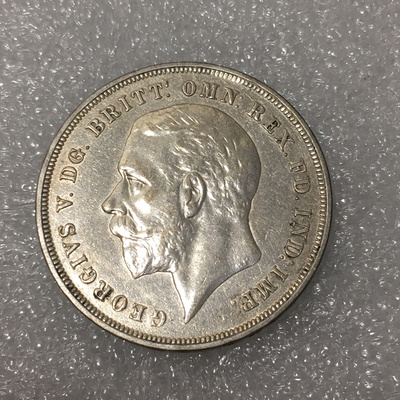 GEORGIVS V. DG. BRITT: OMN: REX. FD. IND: IMP: